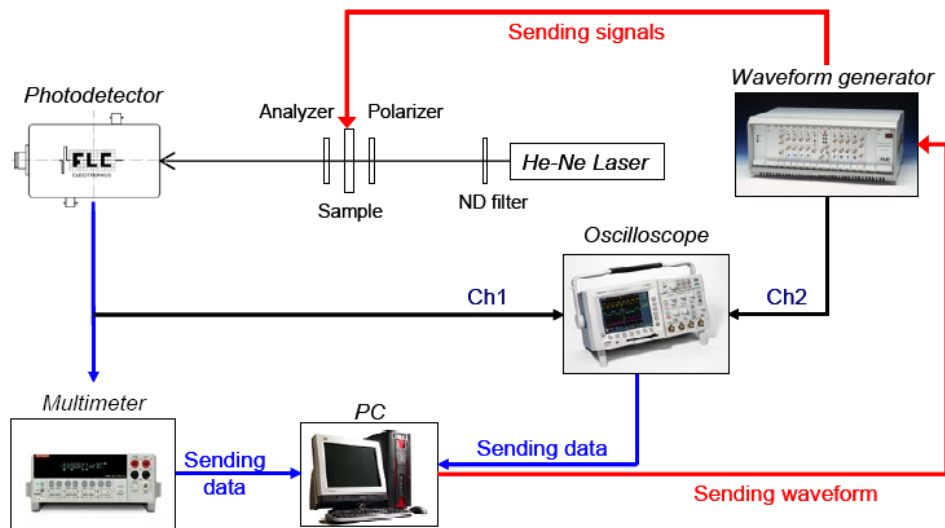 Sending signals
Waveform generator
Photodetector
Analyzer
Polarizer
FLC
ELECTRONICS
He-Ne Laser
Sample
ND filter
Oscilloscope
Ch1
Ch2
Multimeter
PC
Sending
data
Sending data
Sending waveform